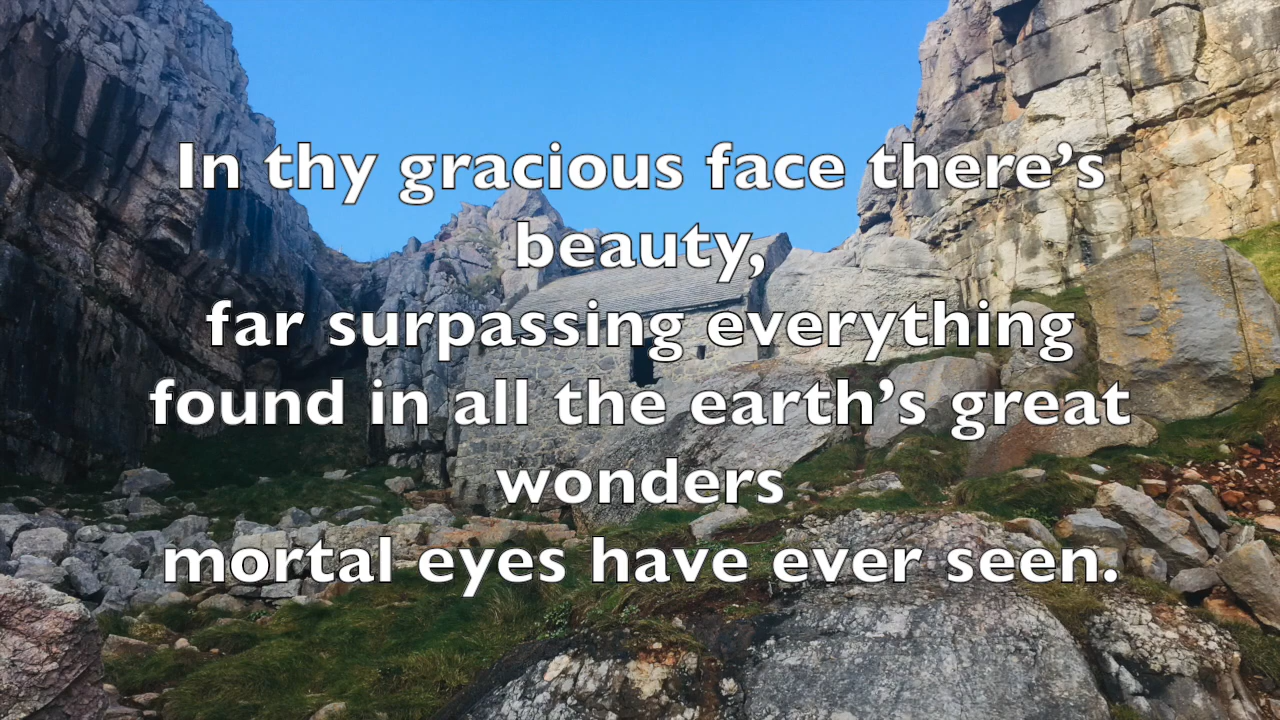 In thy gracious face there’s
beauty,
far surpassing everything
found in all the earth’s great
wonders
mortal eyes have ever seen.